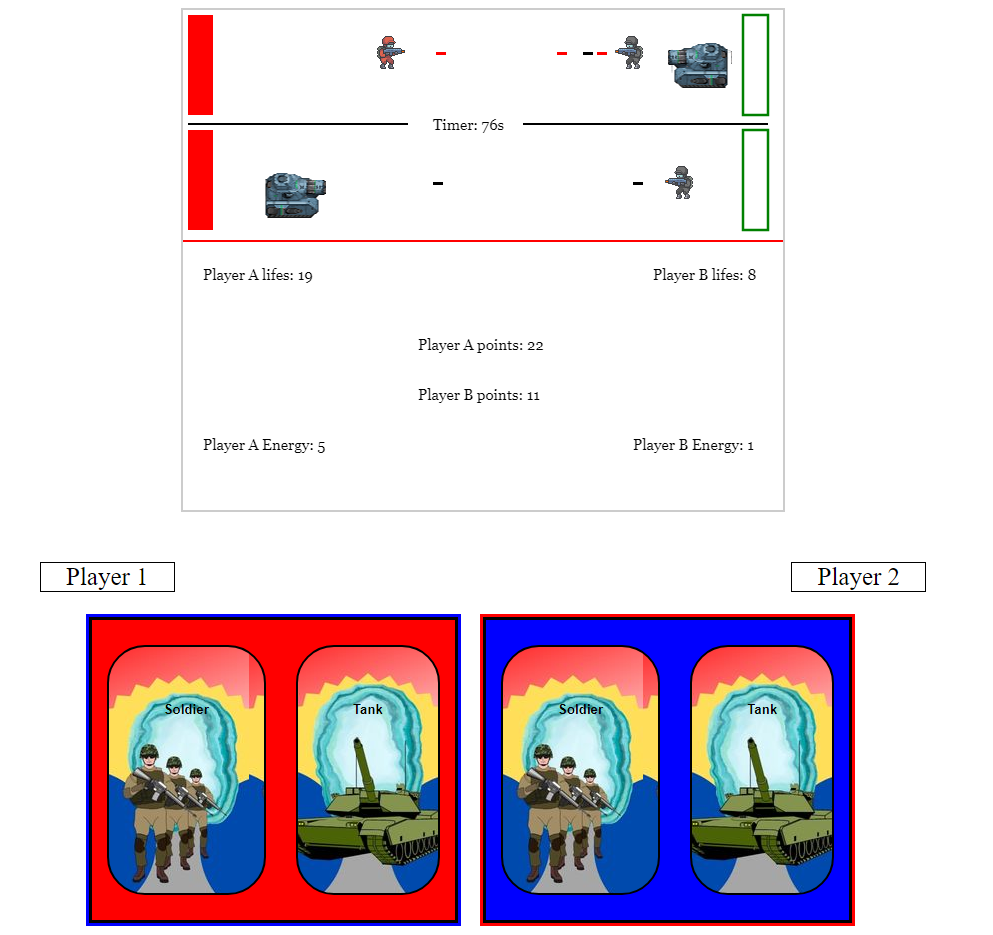 Timer: 76s
Player A lifes: 19
Player B lifes: 8
Player A points: 22
Player B points: 11
Player A Energy: 5
Player B Energy: 1
Player 1
Player 2
Soldier
Tank
Soldier
Tank